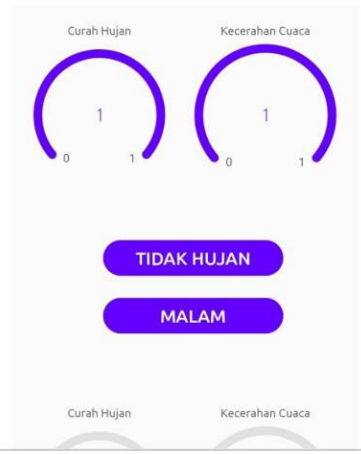 Curah Hujan Kecerahan Cuaca
1 1
0 1 0 1
TIDAK HUJAN
MALAM
Curah Hujan Kecerahan Cuaca